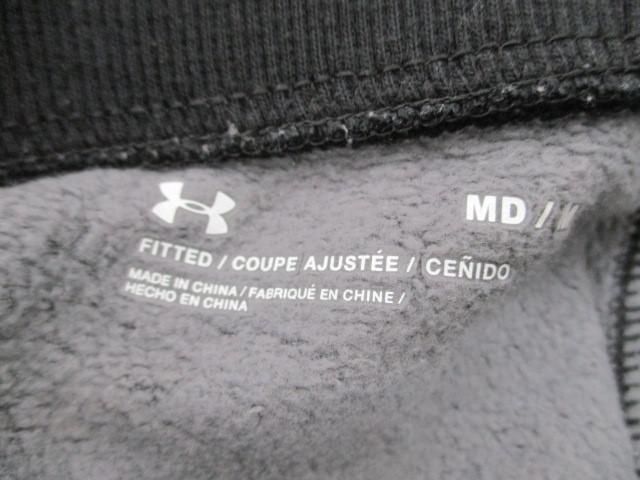 MD /
FITTED / COUPE AJUSTÉE / CEÑIDO
MADE IN CHINA / FABRIQUÉ EN CHINE /
HECHO EN CHINA